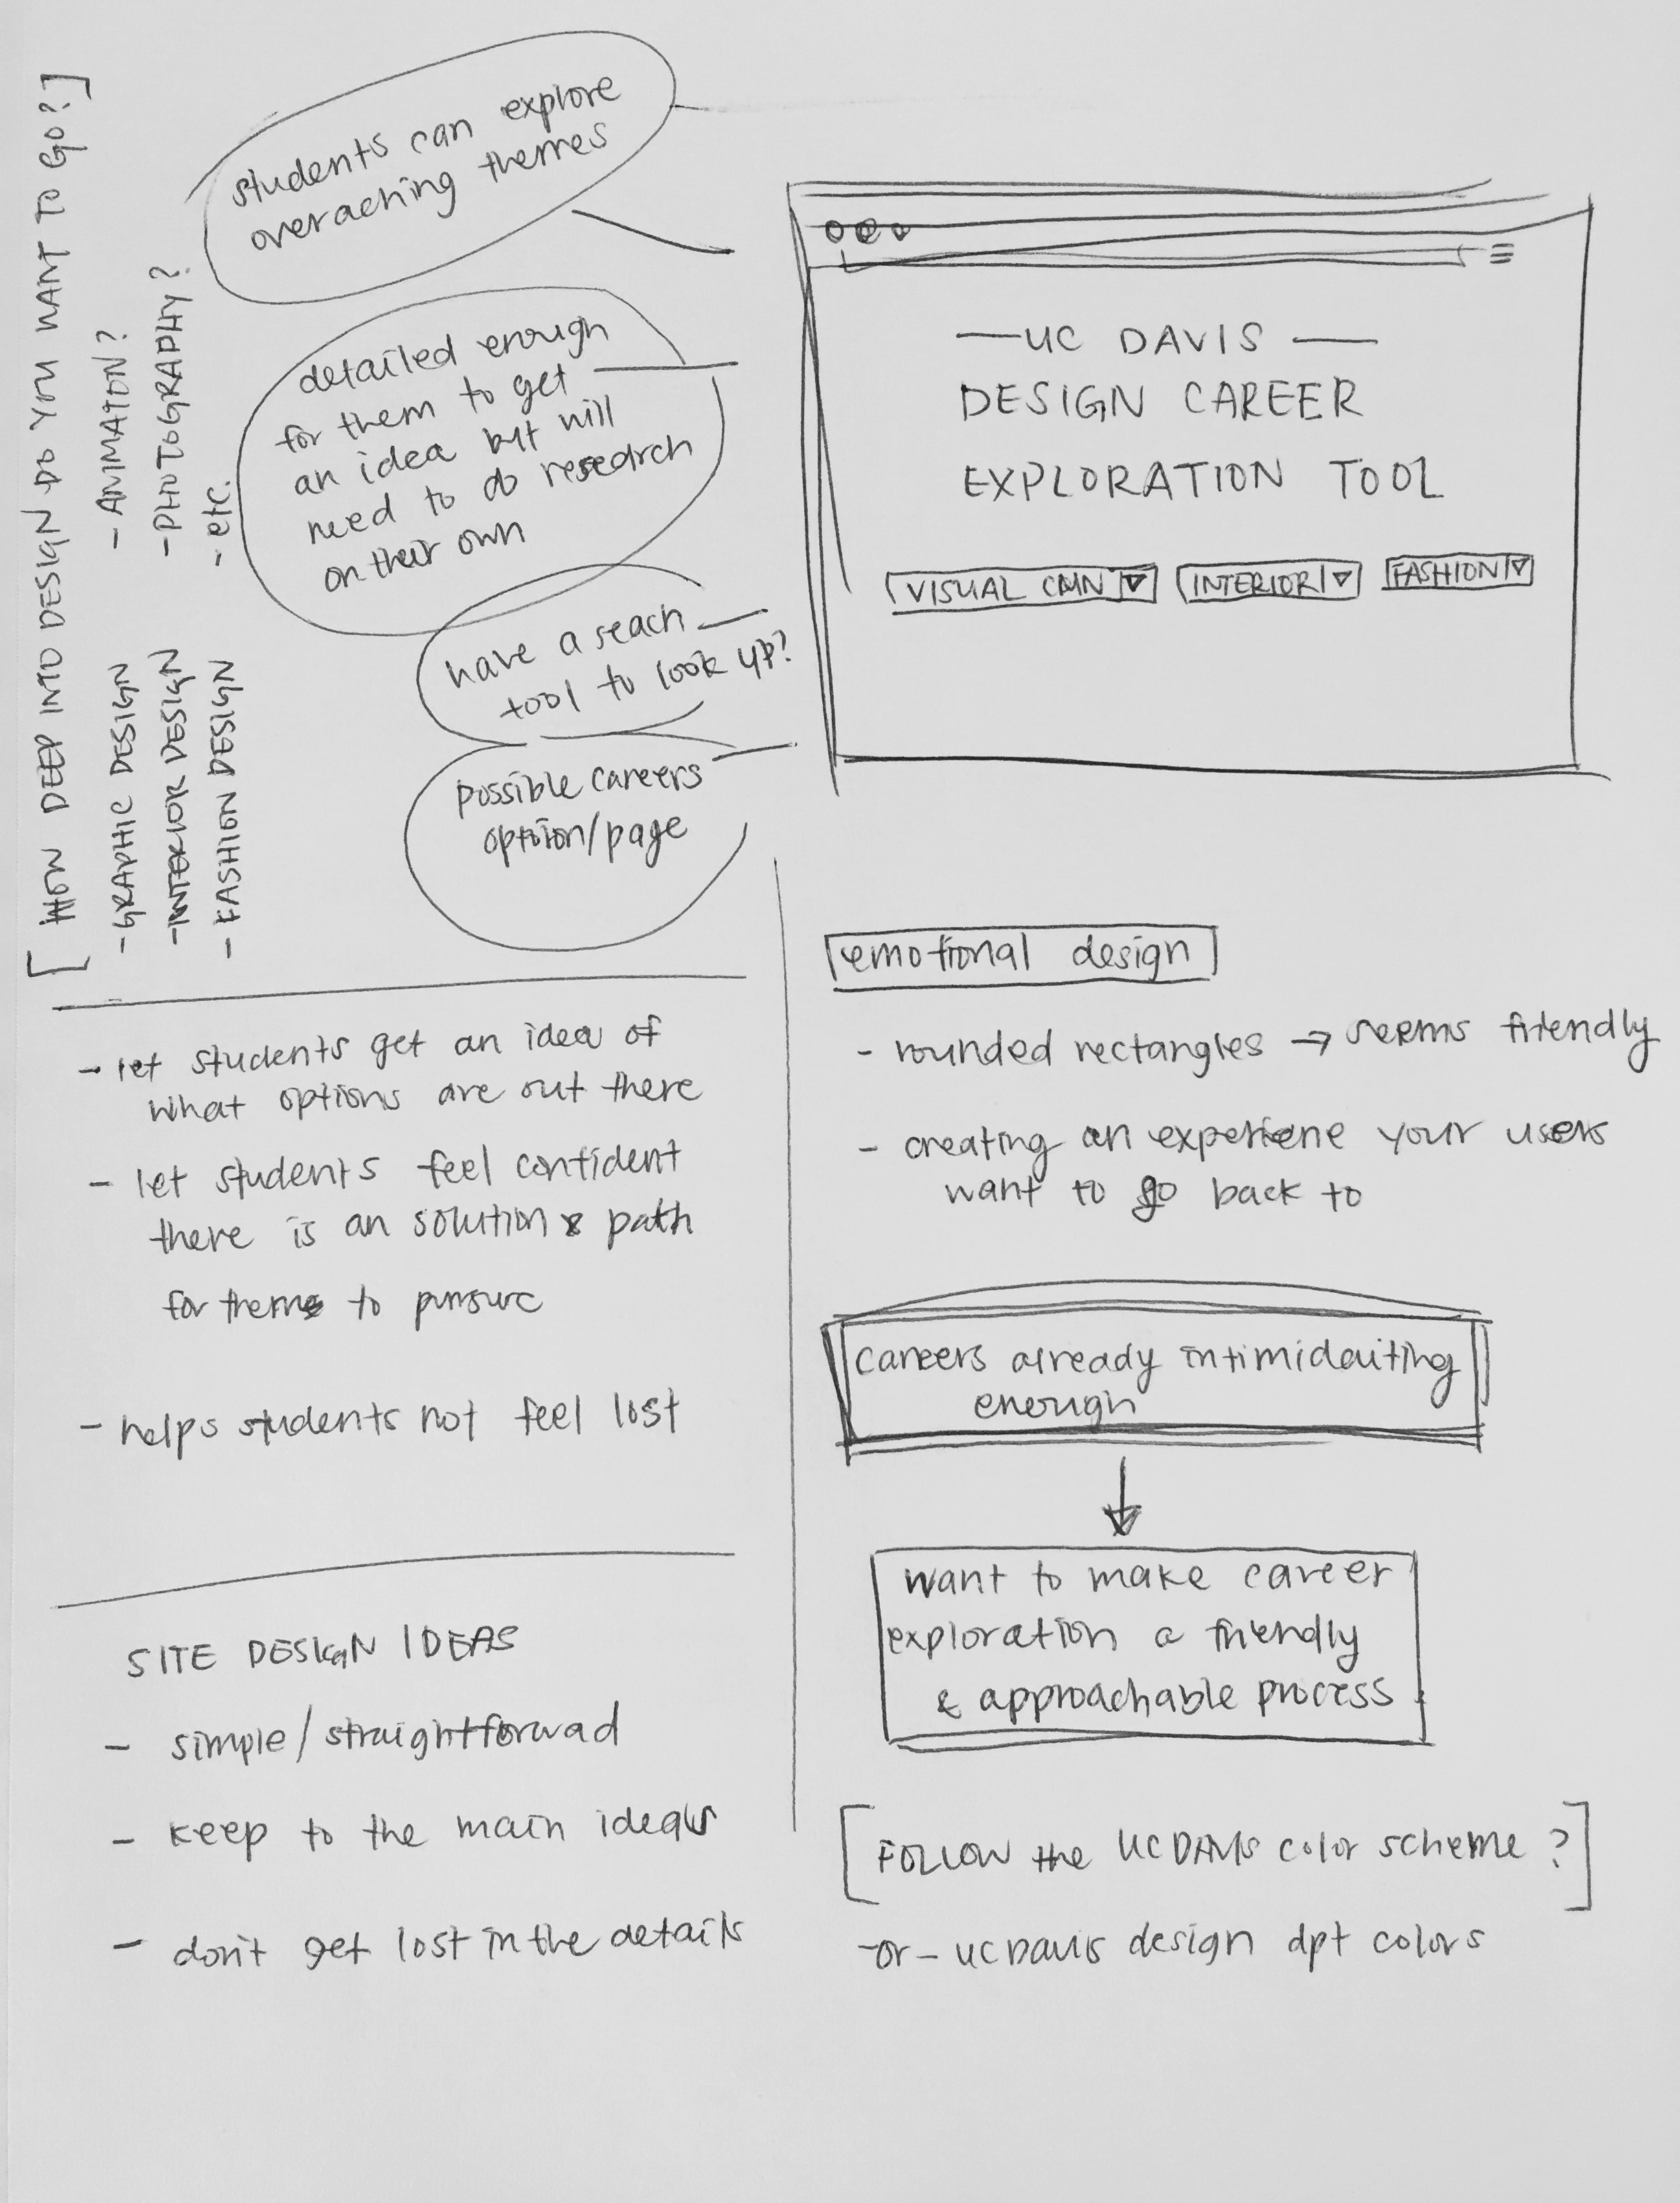 [HOW DEEP INTO DESIGN DO YOU WANT TO GO?]
- GRAPHIC DESIGN
- ANIMATION?
- INTERIOR DESIGN
- PHOTOGRAPHY?
- FASHION DESIGN
- etc.
students can explore
overaching themes
detailed enough
for them to get
an idea but will
need to do research
on their own
have a seach
tool to look up?
possible careers
option/page
—UC DAVIS—
DESIGN CAREER
EXPLORATION TOOL
VISUAL CMN INTERIOR FASHION
- let students get an idea of
what options are out there
- let students feel confident
there is an solution & path
for them to pursue
- helps students not feel lost
SITE DESIGN IDEAS
- simple/straightforwad
- keep to the main ideas
- don't get lost in the details
emotional design
- rounded rectangles → seems friendly
- creating an experiene your users
want to go back to
careers already intimidaiting
enough
want to make career
exploration a friendly
& approachable process
[FOLLOW the UC DAVIS color scheme?]
-or- UC Davis design dpt colors